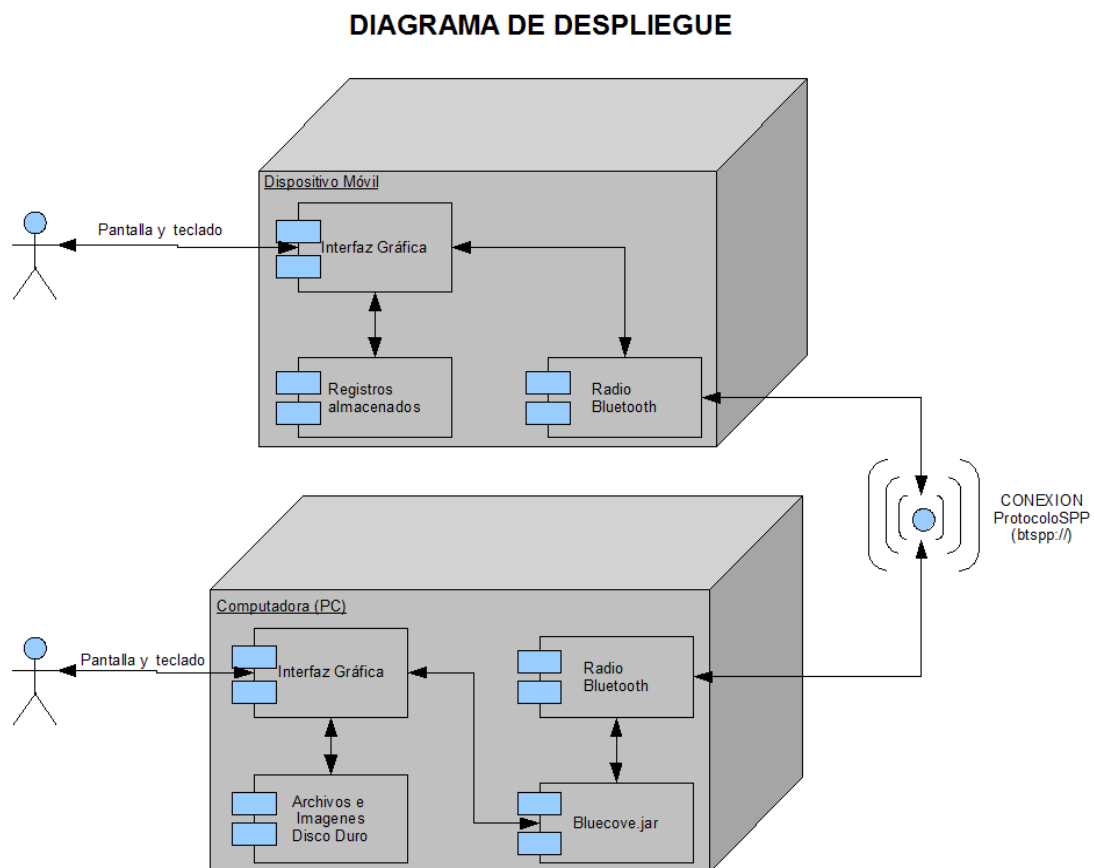 DIAGRAMA DE DESPLIEGUE
Dispositivo Móvil
Pantalla y teclado
Interfaz Gráfica
Registros
almacenados
Radio
Bluetooth
CONEXION
ProtocoloSPP
(btspp://)
Computadora (PC)
Pantalla y teclado
Interfaz Gráfica
Radio
Bluetooth
Archivos e
Imagenes
Disco Duro
Bluecove.jar